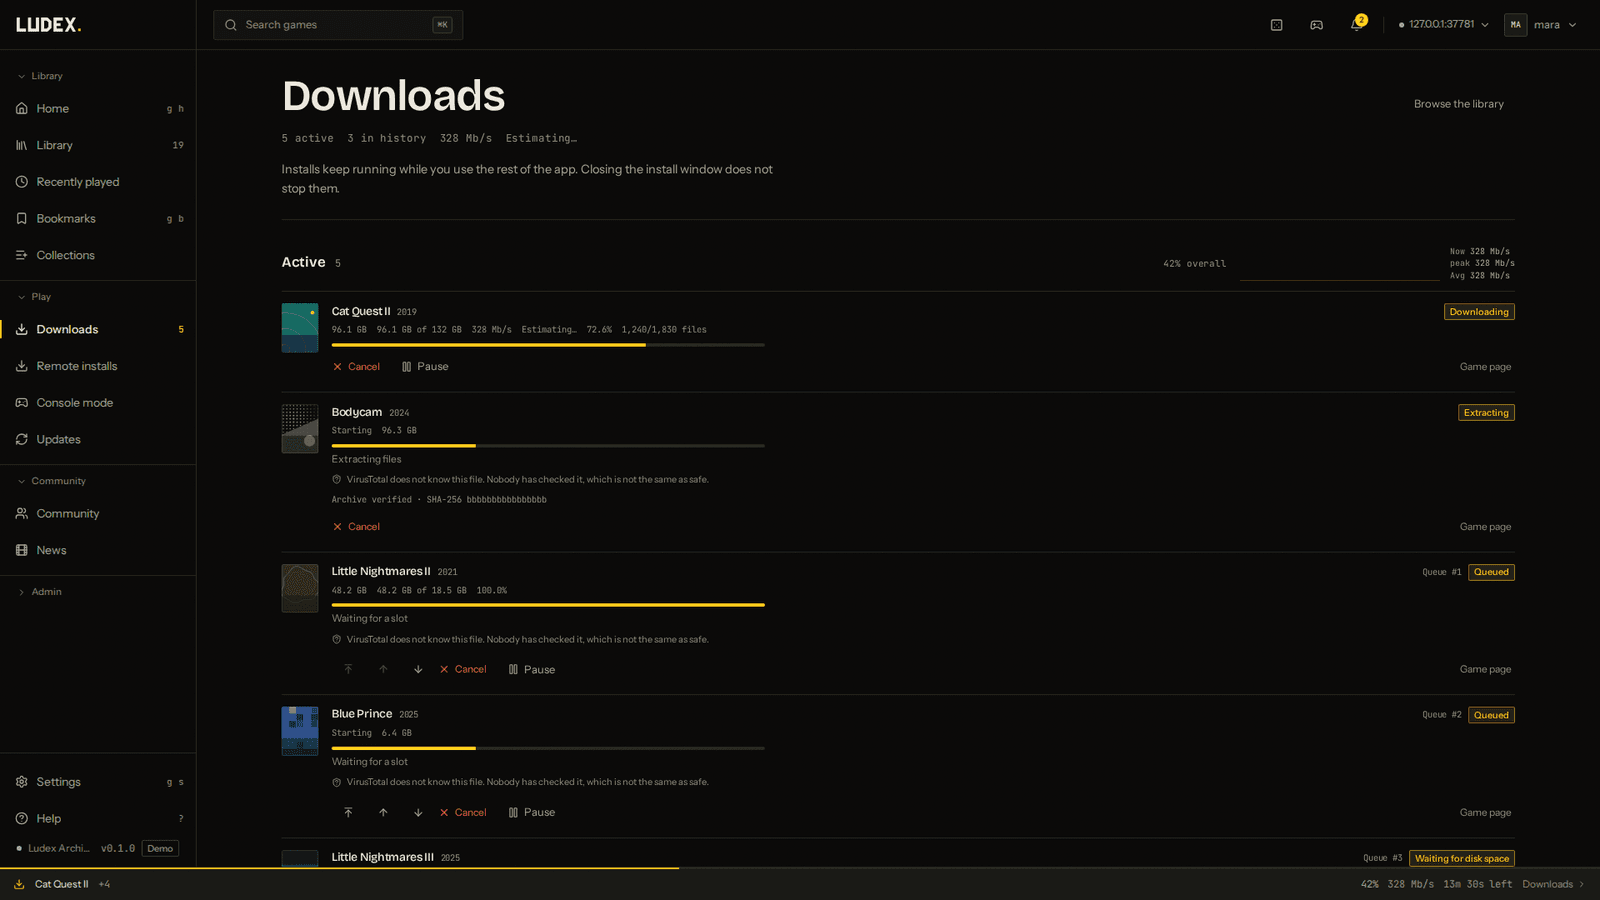 LUDEX.
Search games
⌘K
2
127.0.0.1:37781
MA
mara
Library
Home
g h
Library
19
Recently played
Bookmarks
g b
Collections
Play
Downloads
5
Remote installs
Console mode
Updates
Community
Community
News
Admin
Settings
g s
Help
?
Ludex Archi…
v0.1.0
Demo
Downloads
Browse the library
5 active 3 in history 328 Mb/s Estimating…
Installs keep running while you use the rest of the app. Closing the install window does not
stop them.
Active 5
42% overall
Now 328 Mb/s
peak 328 Mb/s
Avg 328 Mb/s
Cat Quest II 2019
Downloading
96.1 GB 96.1 GB of 132 GB 328 Mb/s Estimating… 72.6% 1,240/1,830 files
Cancel
Pause
Game page
Bodycam 2024
Extracting
Starting 96.3 GB
Extracting files
VirusTotal does not know this file. Nobody has checked it, which is not the same as safe.
Archive verified · SHA-256 bbbbbbbbbbbbbbbb
Cancel
Game page
Little Nightmares II 2021
Queue #1
Queued
48.2 GB 48.2 GB of 18.5 GB 100.0%
Waiting for a slot
VirusTotal does not know this file. Nobody has checked it, which is not the same as safe.
Cancel
Pause
Game page
Blue Prince 2025
Queue #2
Queued
Starting 6.4 GB
Waiting for a slot
VirusTotal does not know this file. Nobody has checked it, which is not the same as safe.
Cancel
Pause
Game page
Little Nightmares III 2025
Queue #3
Waiting for disk space
Cat Quest II +4
42% 328 Mb/s 13m 30s left Downloads